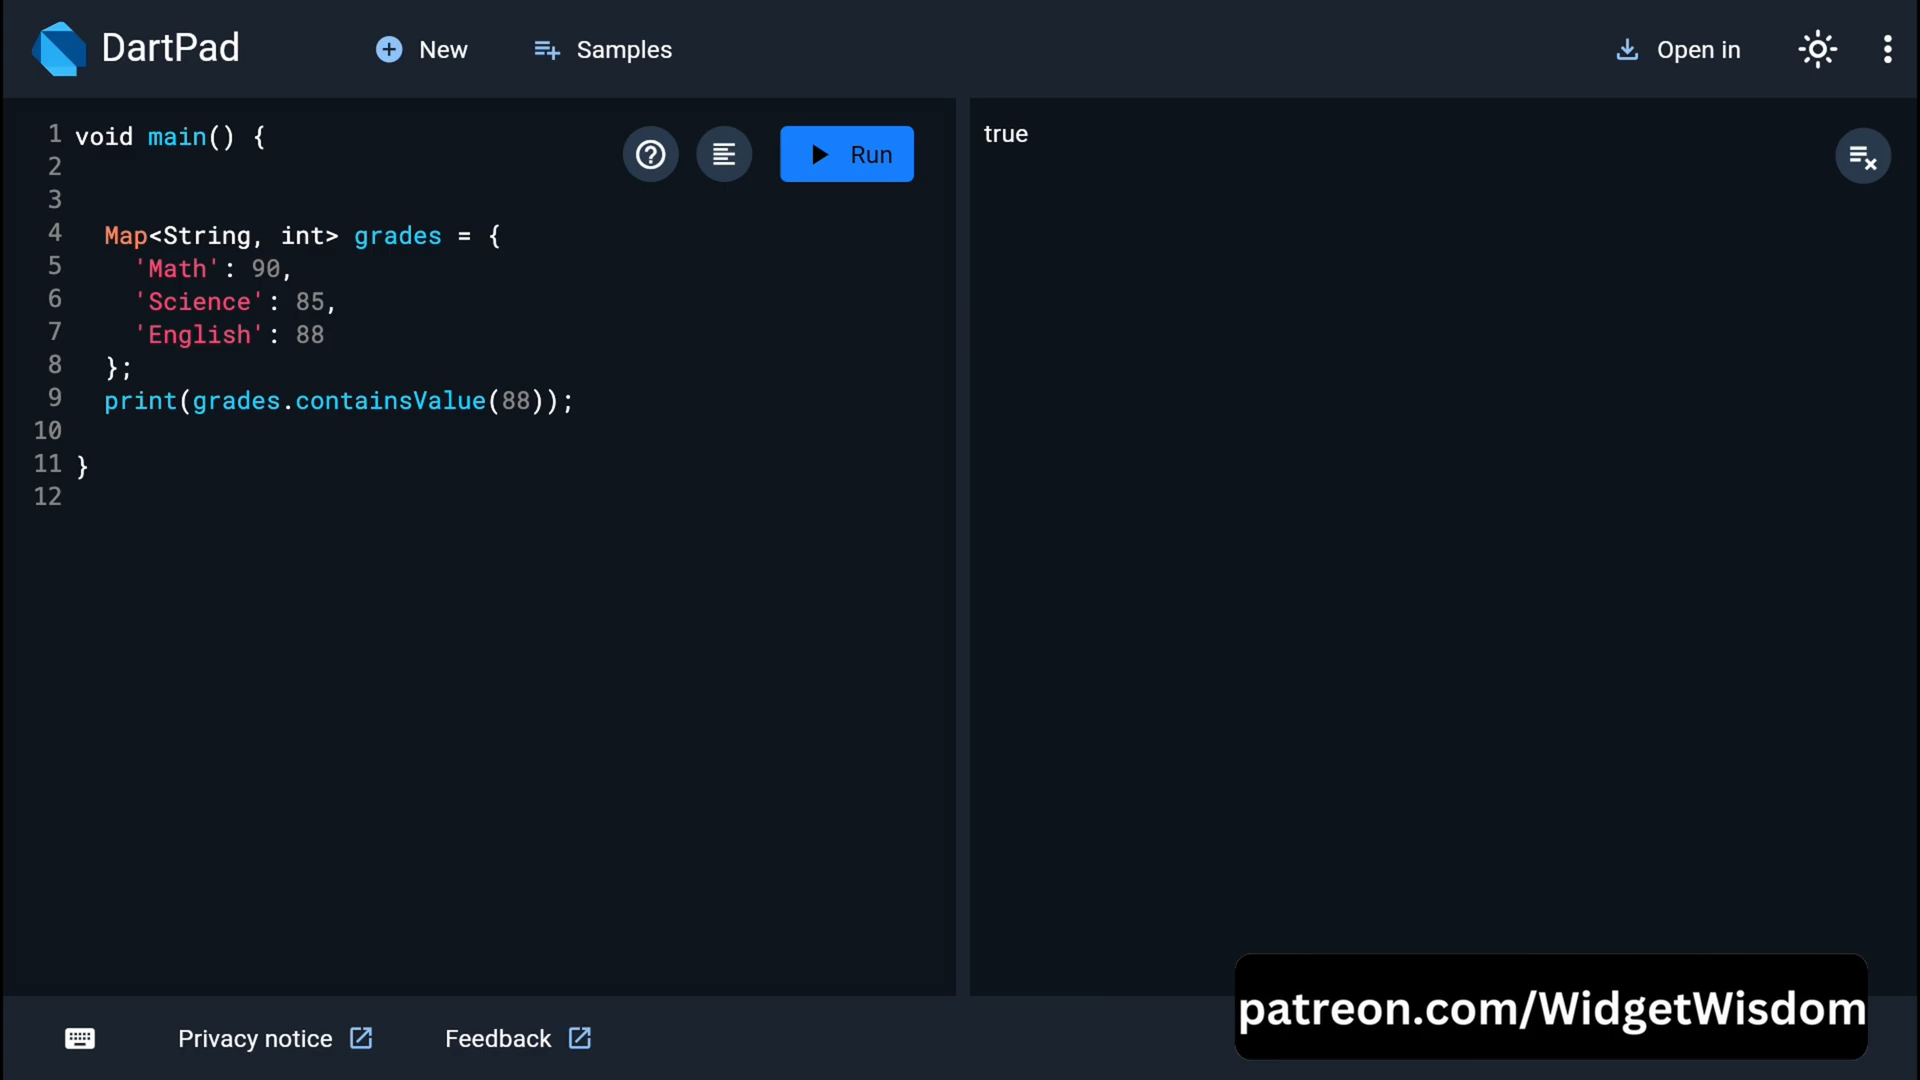 DartPad
New
Samples
Open in
1 void main() {
2
3
4 Map<String, int> grades = {
5 'Math': 90,
6 'Science': 85,
7 'English': 88
8 };
9 print(grades.containsValue(88));
10
11 }
12
Run
true
Privacy notice
Feedback
patreon.com/WidgetWisdom